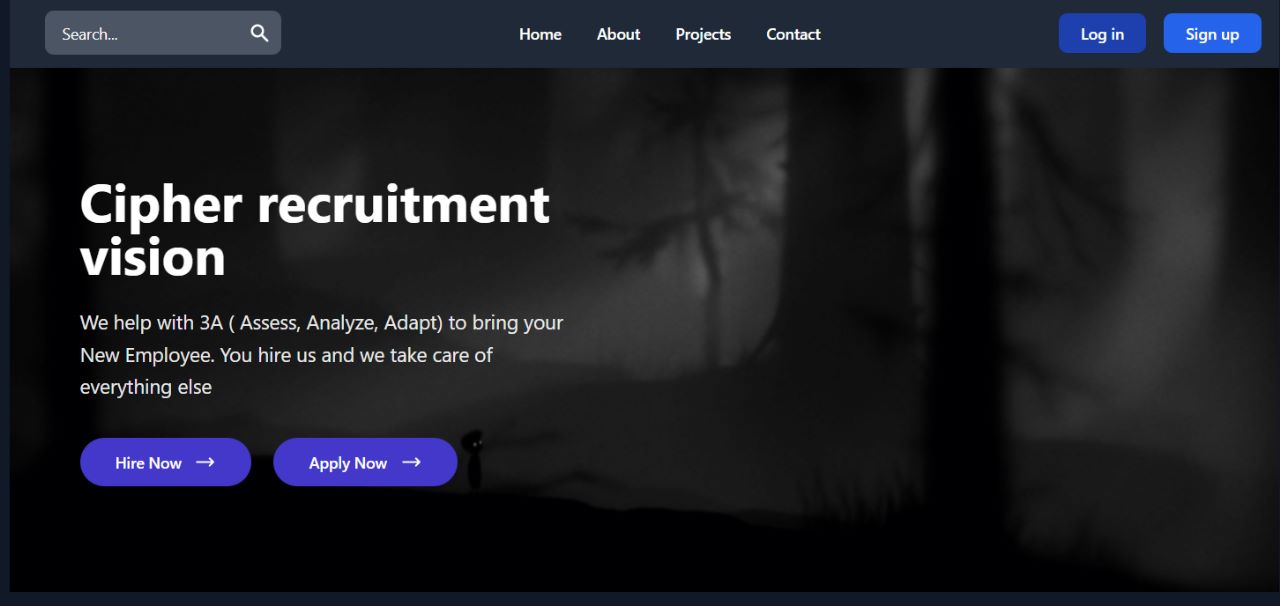 Search...
Home About Projects Contact
Log in Sign up
Cipher recruitment
vision
We help with 3A ( Assess, Analyze, Adapt) to bring your
New Employee. You hire us and we take care of
everything else
Hire Now → Apply Now →